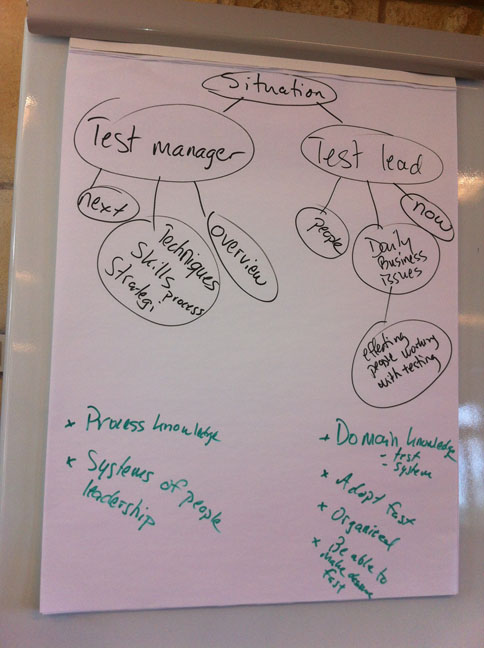 Situation
Test manager
next
Techniques
Skills process
Strategi
overview
Test lead
people
Daily
Business
issues
now
effecting
people working
with testing
* Process knowledge
* Systems of people
leadership
* Domain knowledge
- test
- system
* Adopt fast
* Organized
* Be able to
make
fast